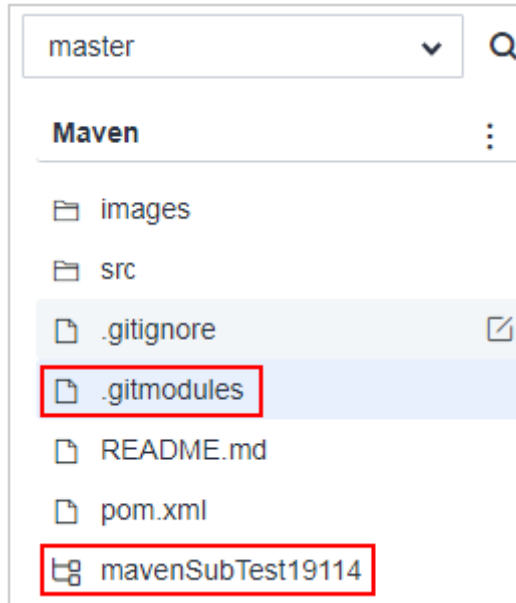 master
Maven
images
src
.gitignore
.gitmodules
README.md
pom.xml
mavenSubTest19114